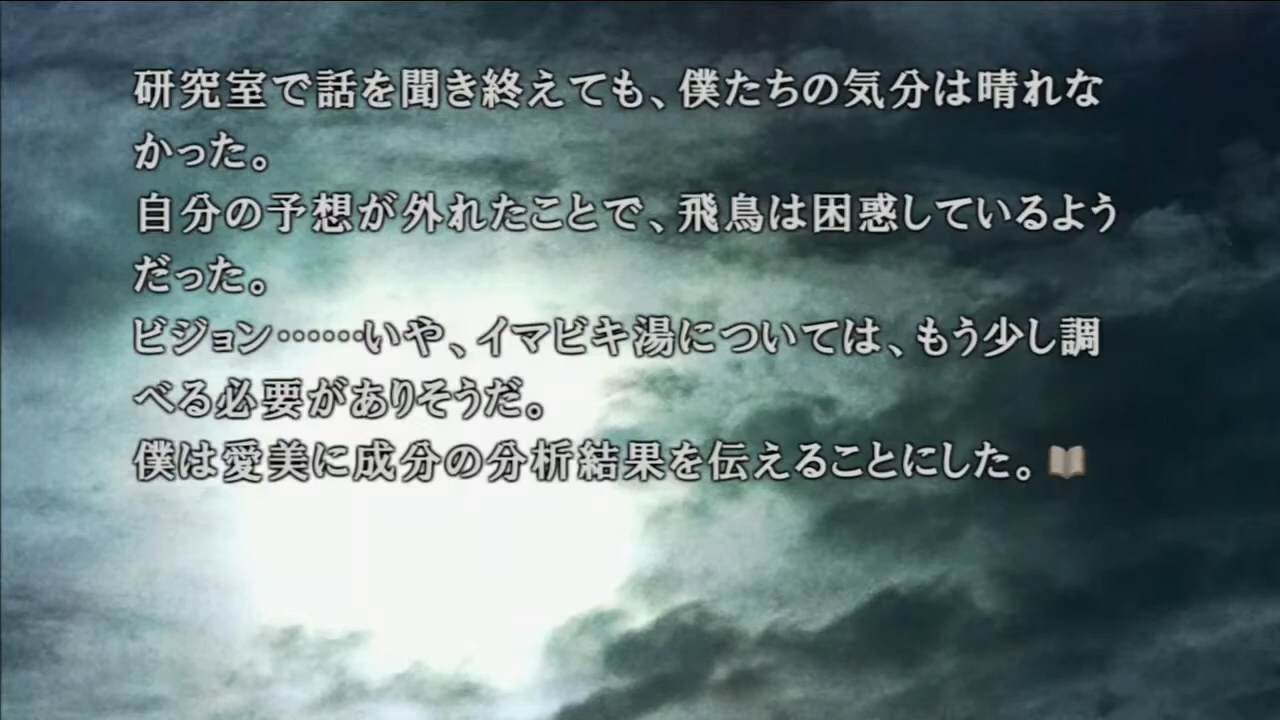 研究室で話を聞き終えても、僕たちの気分は晴れな
かった。
自分の予想が外れたことで、飛鳥は困惑しているよう
だった。
ビジョン……いや、イマビキ湯については、もう少し調
べる必要がありそうだ。
僕は愛美に成分の分析結果を伝えることにした。